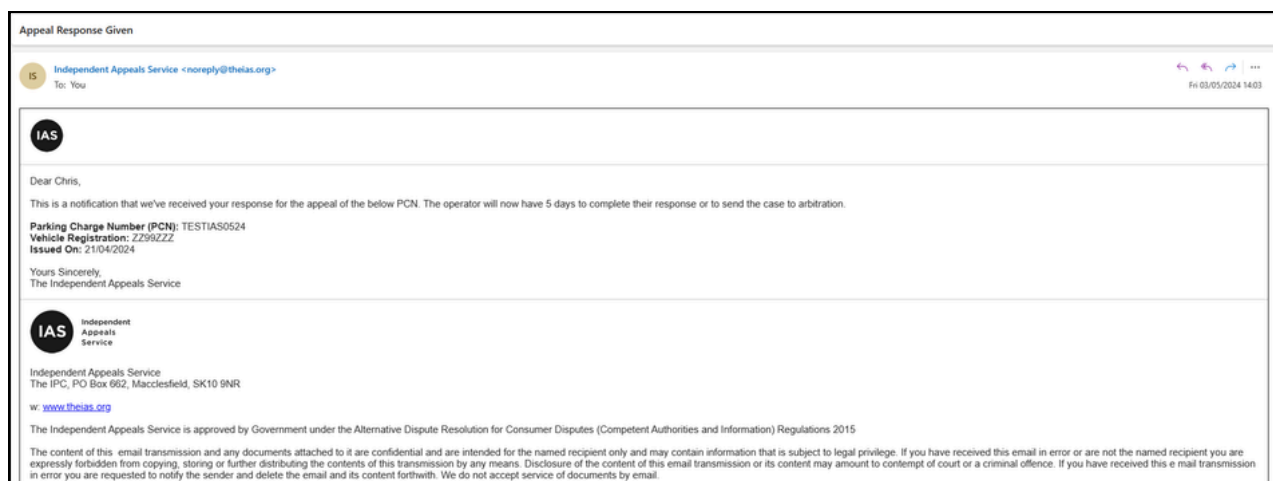 Appeal Response Given
IS
Independent Appeals Service <noreply@theias.org>
To: You
Fri 03/05/2024 14:03
IAS
Dear Chris,
This is a notification that we've received your response for the appeal of the below PCN. The operator will now have 5 days to complete their response or to send the case to arbitration.
Parking Charge Number (PCN): TESTIAS0524
Vehicle Registration: ZZ99ZZZ
Issued On: 21/04/2024
Yours Sincerely,
The Independent Appeals Service
IAS
Independent
Appeals
Service
Independent Appeals Service
The IPC, PO Box 662, Macclesfield, SK10 9NR
w: www.theias.org
The Independent Appeals Service is approved by Government under the Alternative Dispute Resolution for Consumer Disputes (Competent Authorities and Information) Regulations 2015
The content of this email transmission and any documents attached to it are confidential and are intended for the named recipient only and may contain information that is subject to legal privilege. If you have received this email in error or are not the named recipient you are
expressly forbidden from copying, storing or further distributing the contents of this transmission by any means. Disclosure of the content of this email transmission or its content may amount to contempt of court or a criminal offence. If you have received this e mail transmission
in error you are requested to notify the sender and delete the email and its content forthwith. We do not accept service of documents by email.